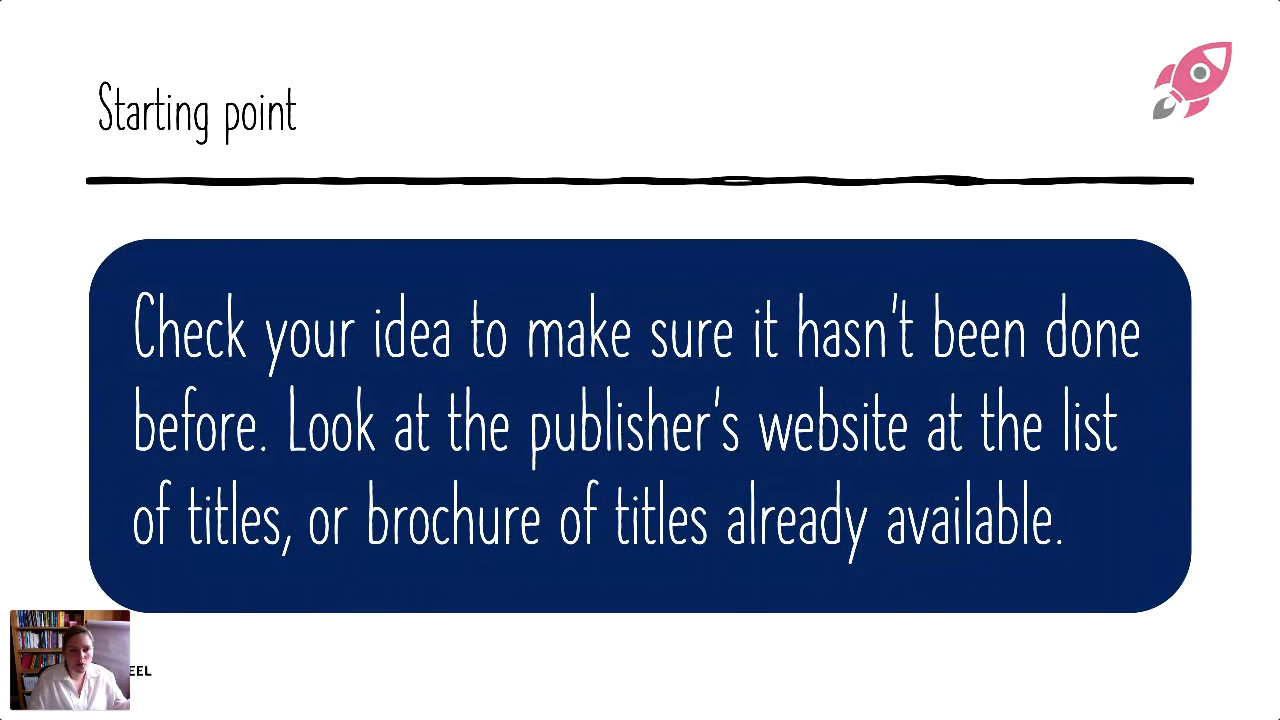 Starting point
Check your idea to make sure it hasn't been done
before. Look at the publisher's website at the list
of titles, or brochure of titles already available.